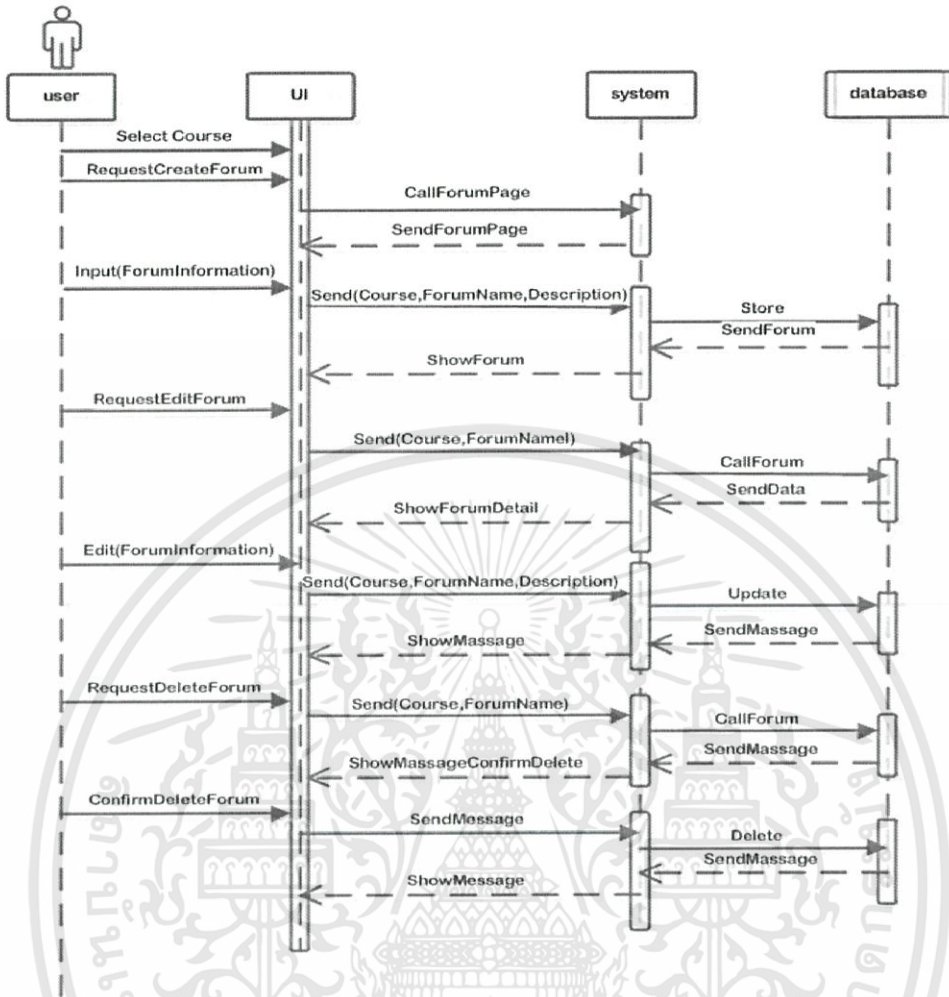 user
UI
system
database
Select Course
RequestCreateForum
CallForumPage
SendForumPage
Input(ForumInformation)
Send(Course,ForumName,Description)
Store
SendForum
ShowForum
RequestEditForum
Send(Course,ForumNamel)
CallForum
SendData
ShowForumDetail
Edit(ForumInformation)
Send(Course,ForumName,Description)
Update
SendMassage
ShowMassage
RequestDeleteForum
Send(Course,ForumName)
CallForum
SendMassage
ShowMassageConfirmDelete
ConfirmDeleteForum
SendMessage
Delete
SendMassage
ShowMessage